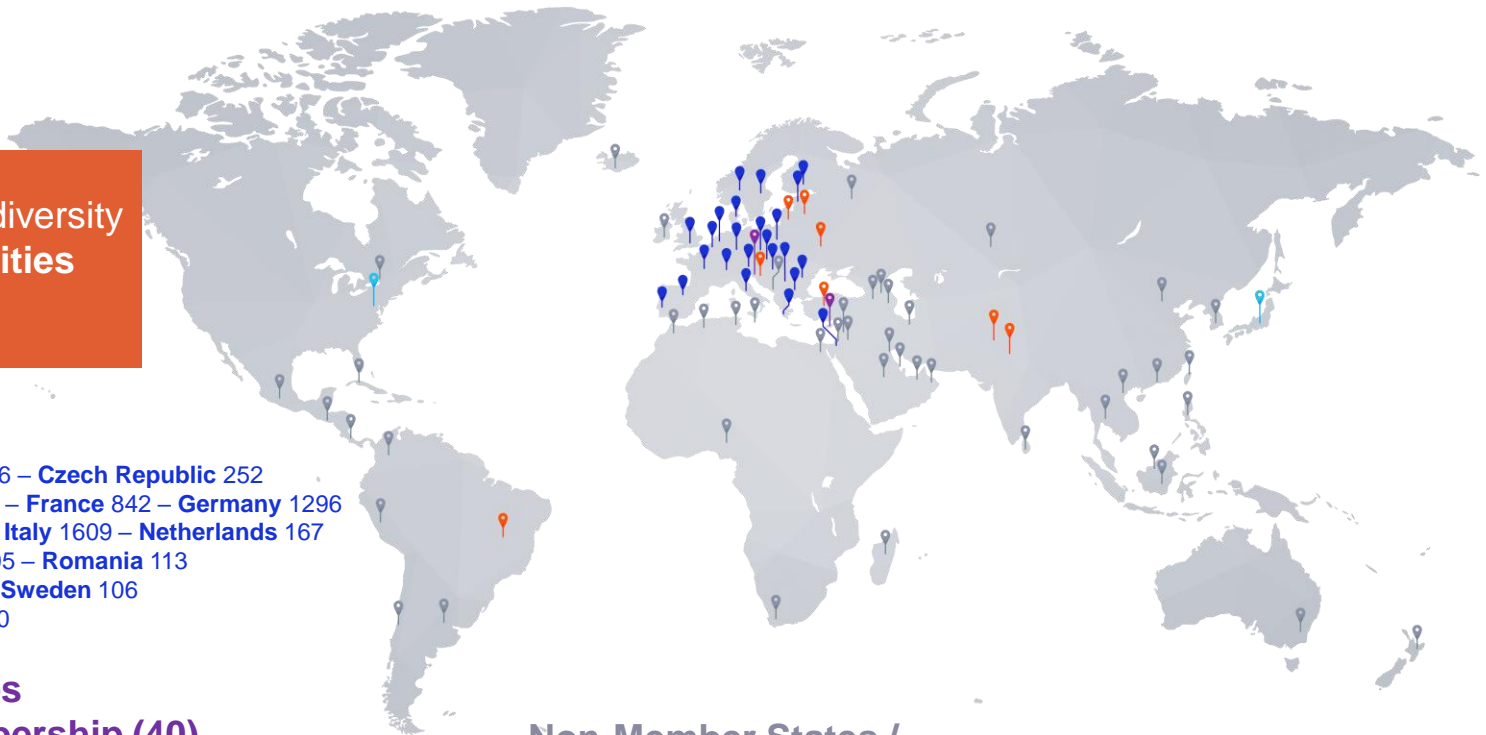 diversity
ities
6 – Czech Republic 252
– France 842 – Germany 1296
Italy 1609 – Netherlands 167
5 – Romania 113
Sweden 106
0
s
bership (40)
Non-Member States /